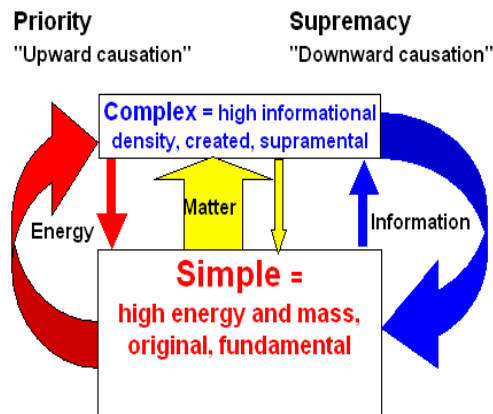 Priority
"Upward causation"
Supremacy
"Downward causation"
Complex = high informational
density, created, supramental
Energy
Matter
Information
Simple =
high energy and mass,
original, fundamental